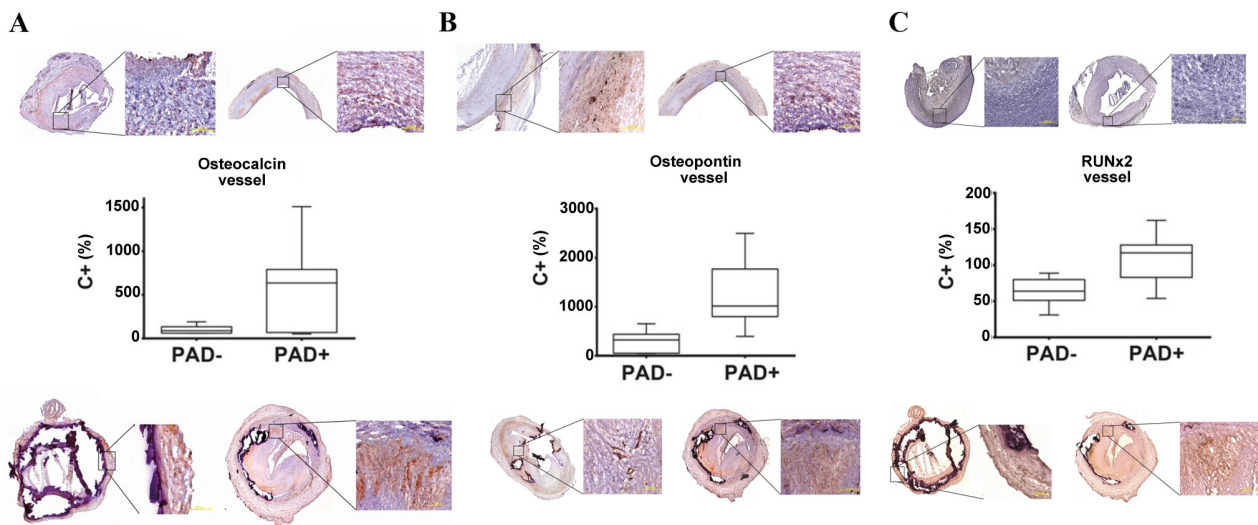 A
B
C
Osteocalcin
vessel
C+ (%)
1500
1000
500
0
PAD-
PAD+
Osteopontin
vessel
C+ (%)
3000
2000
1000
0
PAD-
PAD+
RUNx2
vessel
C+ (%)
200
150
100
50
0
PAD-
PAD+